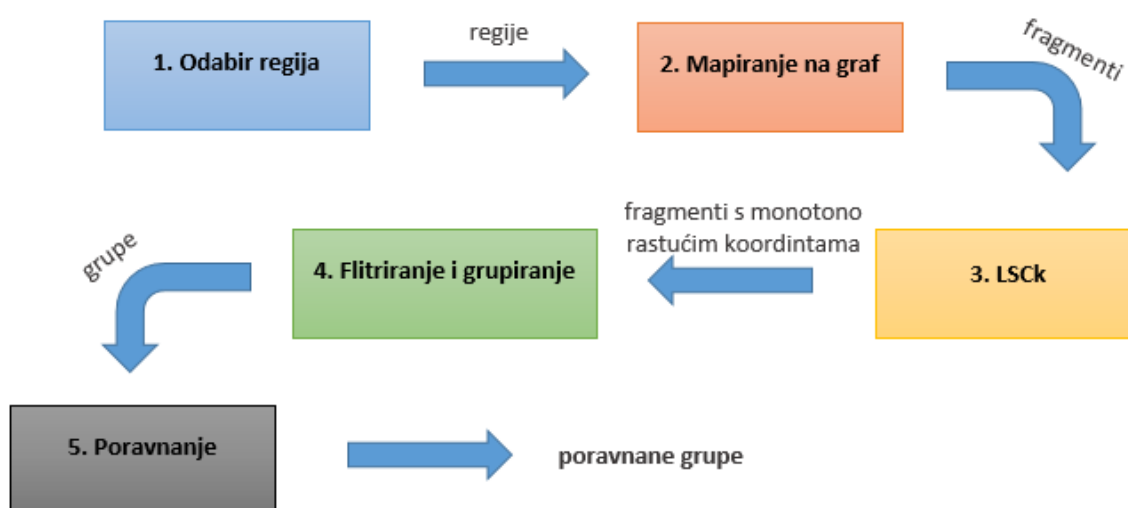 1. Odabir regija
regije
2. Mapiranje na graf
fragmenti
3. LSCk
fragmenti s monotono
rastućim koordintama
4. Flitriranje i grupiranje
grupe
5. Poravnanje
poravnane grupe